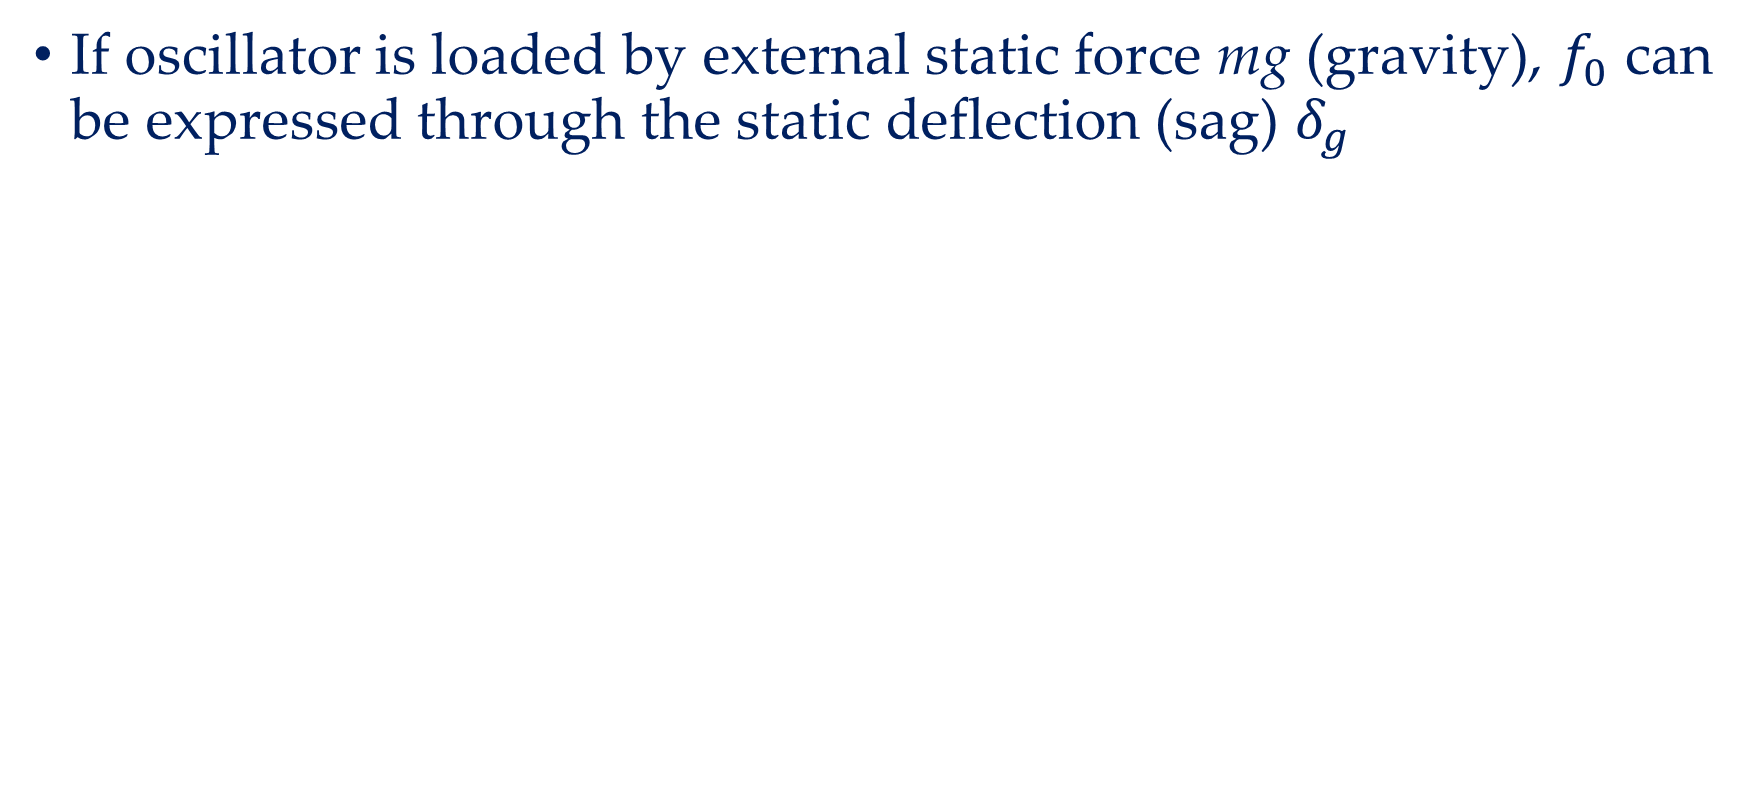 • If oscillator is loaded by external static force mg (gravity), f₀ can
be expressed through the static deflection (sag) δg